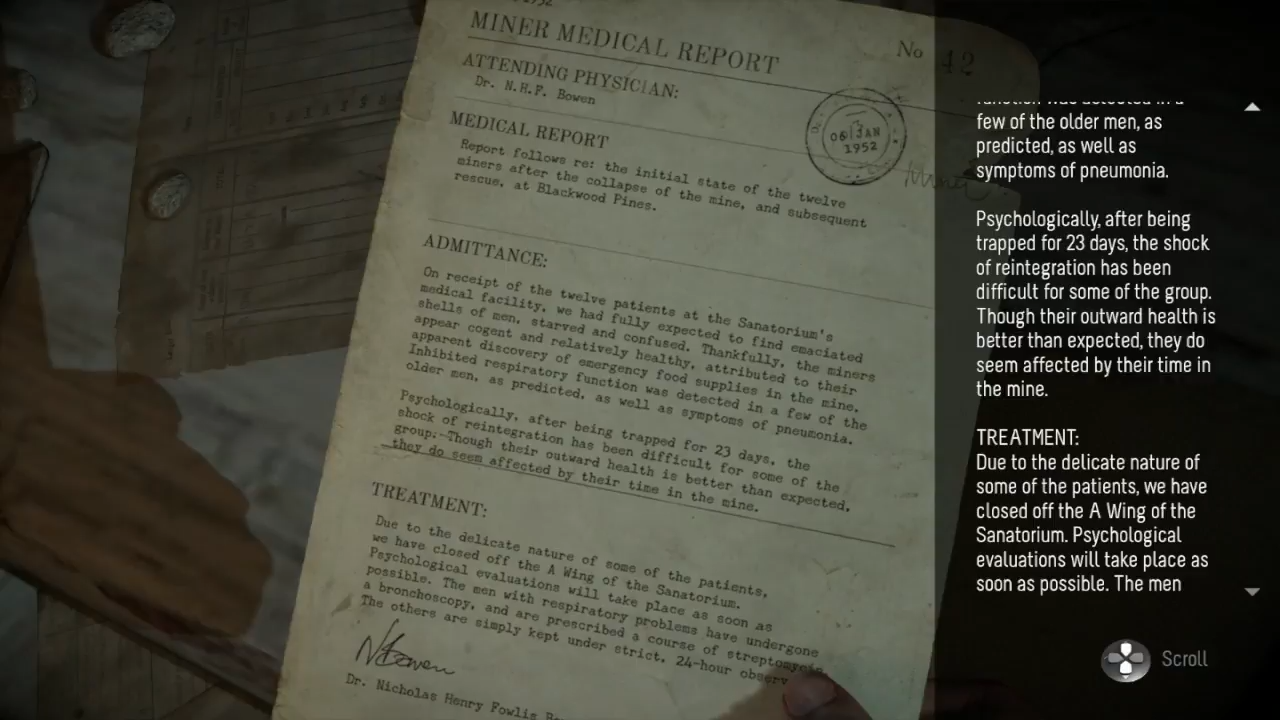 1952
MINER MEDICAL REPORT
No 42
ATTENDING PHYSICIAN:
Dr. N.H.F. Bowen
06 JAN
1952
MEDICAL REPORT
Report follows re: the initial state of the twelve
miners after the collapse of the mine, and subsequent
rescue, at Blackwood Pines.
ADMITTANCE:
On receipt of the twelve patients at the Sanatorium's
medical facility, we had fully expected to find emaciated
shells of men, starved and confused. Thankfully, the miners
appear cogent and relatively healthy, attributed to their
apparent discovery of emergency food supplies in the mine.
Inhibited respiratory function was detected in a few of the
older men, as predicted, as well as symptoms of pneumonia.
Psychologically, after being trapped for 23 days, the
shock of reintegration has been difficult for some of the
group. Though their outward health is better than expected,
they do seem affected by their time in the mine.
TREATMENT:
Due to the delicate nature of some of the patients,
we have closed off the A Wing of the Sanatorium.
Psychological evaluations will take place as soon as
possible. The men with respiratory problems have undergone
a bronchoscopy, and are prescribed a course of streptomycin.
The others are simply kept under strict, 24-hour observ
NBowen
Dr. Nicholas Henry Fowlis Bo
function was detected in a
few of the older men, as
predicted, as well as
symptoms of pneumonia.
Psychologically, after being
trapped for 23 days, the shock
of reintegration has been
difficult for some of the group.
Though their outward health is
better than expected, they do
seem affected by their time in
the mine.
TREATMENT:
Due to the delicate nature of
some of the patients, we have
closed off the A Wing of the
Sanatorium. Psychological
evaluations will take place as
soon as possible. The men
Scroll